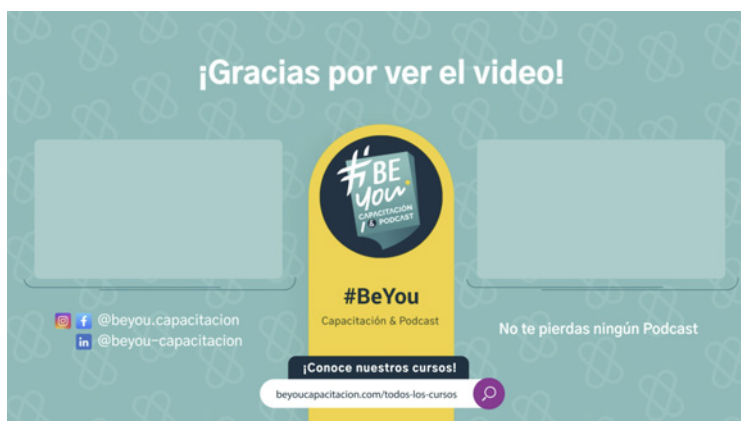 ¡Gracias por ver el video!
#BE
YOU.
CAPACITACIÓN
& PODCAST
#BeYou
Capacitación & Podcast
@beyou.capacitacion
@beyou-capacitacion
No te pierdas ningún Podcast
¡Conoce nuestros cursos!
beyoucapacitacion.com/todos-los-cursos